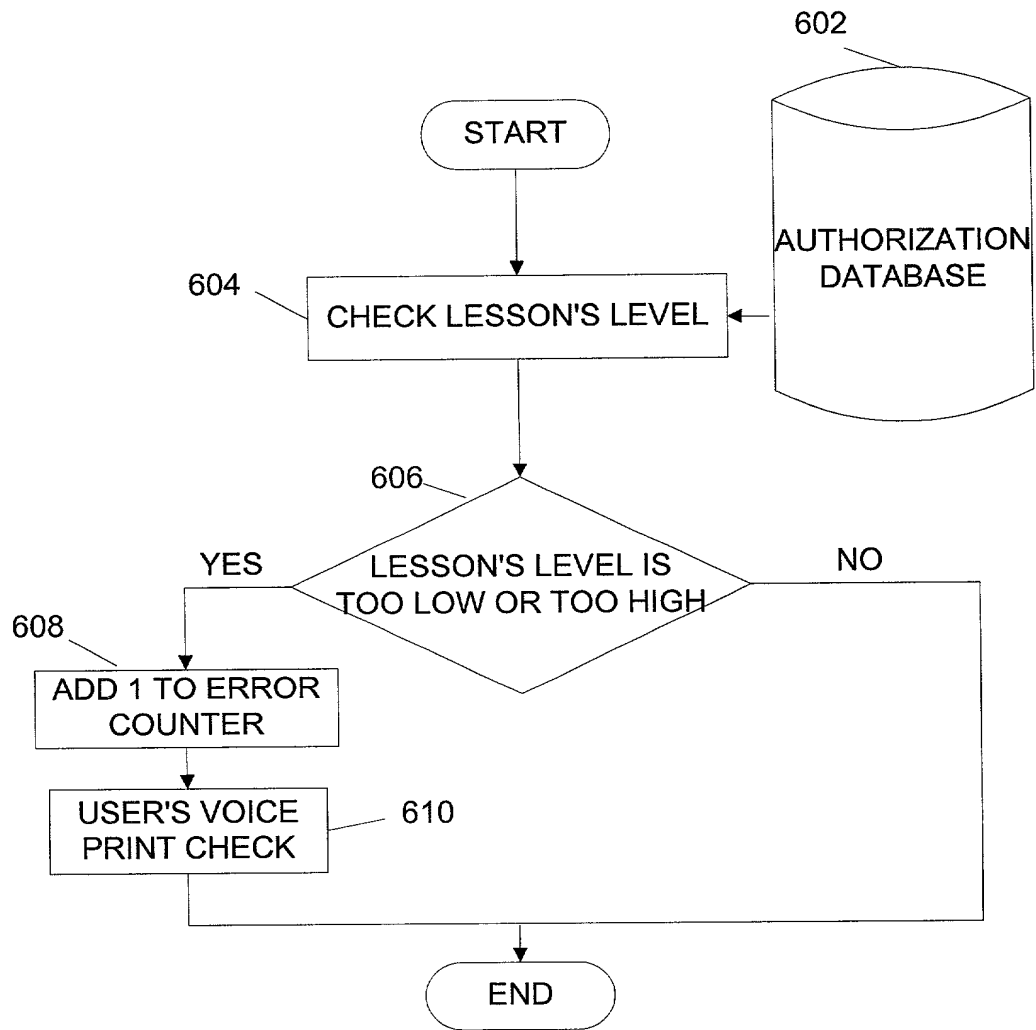 602
START
AUTHORIZATION
DATABASE
604
CHECK LESSON'S LEVEL
606
LESSON'S LEVEL IS
TOO LOW OR TOO HIGH
YES
NO
608
ADD 1 TO ERROR
COUNTER
USER'S VOICE
PRINT CHECK
610
END